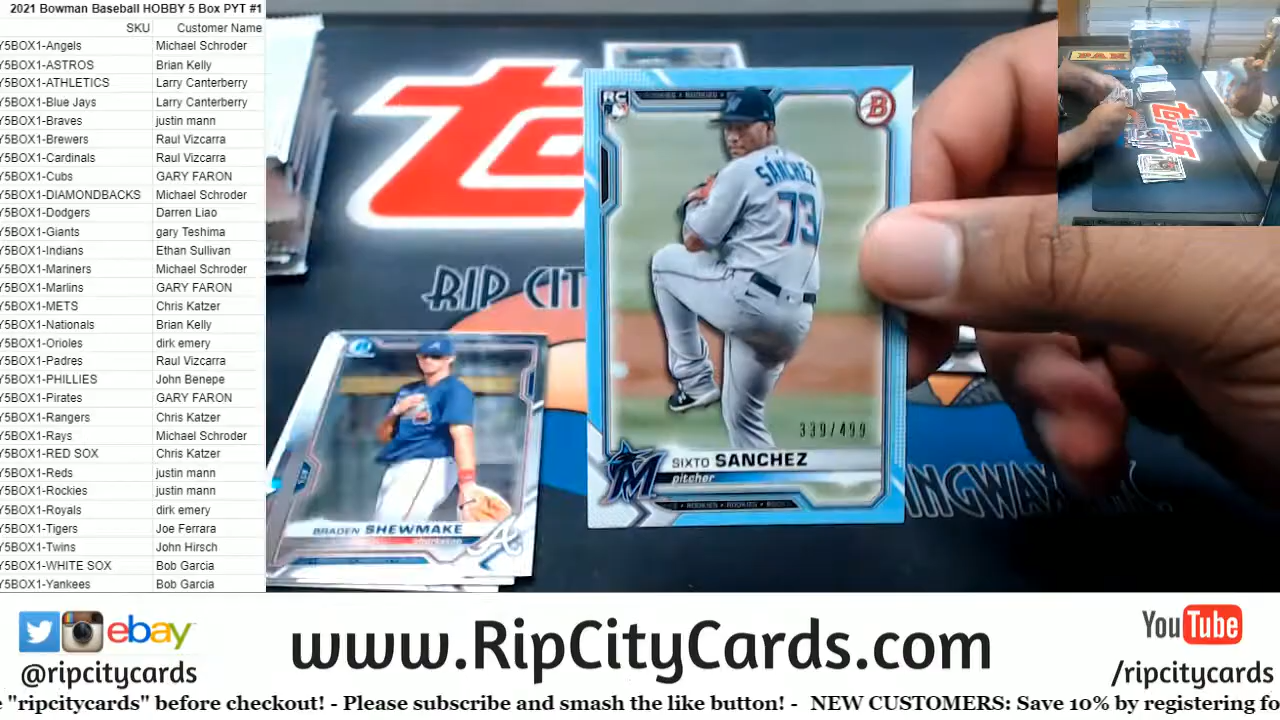 2021 Bowman Baseball HOBBY 5 Box PYT #1
SKU Customer Name
Y5BOX1-Angels Michael Schroder
Y5BOX1-ASTROS Brian Kelly
Y5BOX1-ATHLETICS Larry Canterberry
Y5BOX1-Blue Jays Larry Canterberry
Y5BOX1-Braves justin mann
Y5BOX1-Brewers Raul Vizcarra
Y5BOX1-Cardinals Raul Vizcarra
Y5BOX1-Cubs GARY FARON
Y5BOX1-DIAMONDBACKS Michael Schroder
Y5BOX1-Dodgers Darren Liao
Y5BOX1-Giants gary Teshima
Y5BOX1-Indians Ethan Sullivan
Y5BOX1-Mariners Michael Schroder
Y5BOX1-Marlins GARY FARON
Y5BOX1-METS Chris Katzer
Y5BOX1-Nationals Brian Kelly
Y5BOX1-Orioles dirk emery
Y5BOX1-Padres Raul Vizcarra
Y5BOX1-PHILLIES John Benepe
Y5BOX1-Pirates GARY FARON
Y5BOX1-Rangers Chris Katzer
Y5BOX1-Rays Michael Schroder
Y5BOX1-RED SOX Chris Katzer
Y5BOX1-Reds justin mann
Y5BOX1-Rockies justin mann
Y5BOX1-Royals dirk emery
Y5BOX1-Tigers Joe Ferrara
Y5BOX1-Twins John Hirsch
Y5BOX1-WHITE SOX Bob Garcia
Y5BOX1-Yankees Bob Garcia
RIP CIT
RC
B
SÁNCHEZ
73
339/499
M
SIXTO SANCHEZ
pitcher
BRADEN SHEWMAKE
A
topps
ebay
@ripcitycards
www.RipCityCards.com
YouTube
/ripcitycards
"ripcitycards" before checkout! - Please subscribe and smash the like button! - NEW CUSTOMERS: Save 10% by registering fo